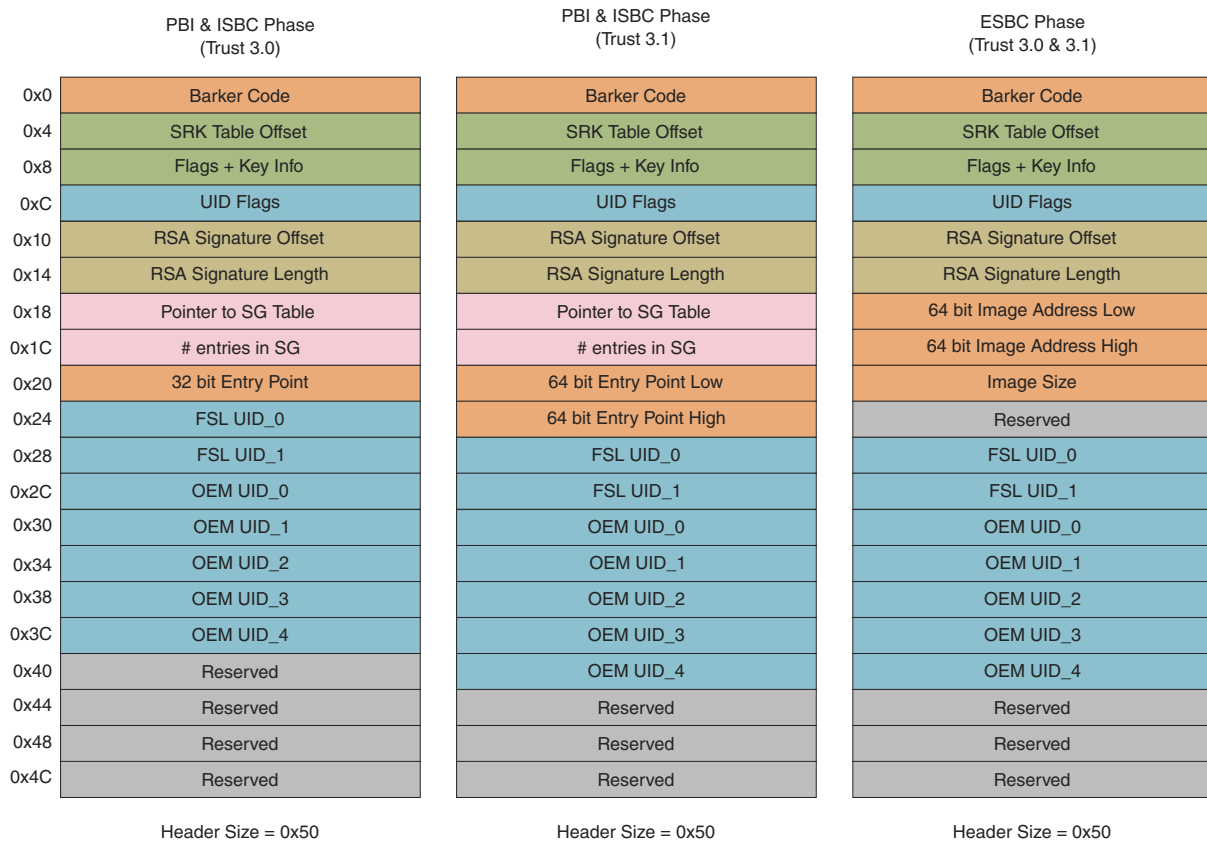 PBI & ISBC Phase
(Trust 3.0)
PBI & ISBC Phase
(Trust 3.1)
ESBC Phase
(Trust 3.0 & 3.1)
0x0 Barker Code Barker Code Barker Code
0x4 SRK Table Offset SRK Table Offset SRK Table Offset
0x8 Flags + Key Info Flags + Key Info Flags + Key Info
0xC UID Flags UID Flags UID Flags
0x10 RSA Signature Offset RSA Signature Offset RSA Signature Offset
0x14 RSA Signature Length RSA Signature Length RSA Signature Length
0x18 Pointer to SG Table Pointer to SG Table 64 bit Image Address Low
0x1C # entries in SG # entries in SG 64 bit Image Address High
0x20 32 bit Entry Point 64 bit Entry Point Low Image Size
0x24 FSL UID_0 64 bit Entry Point High Reserved
0x28 FSL UID_1 FSL UID_0 FSL UID_0
0x2C OEM UID_0 FSL UID_1 FSL UID_1
0x30 OEM UID_1 OEM UID_0 OEM UID_0
0x34 OEM UID_2 OEM UID_1 OEM UID_1
0x38 OEM UID_3 OEM UID_2 OEM UID_2
0x3C OEM UID_4 OEM UID_3 OEM UID_3
0x40 Reserved OEM UID_4 OEM UID_4
0x44 Reserved Reserved Reserved
0x48 Reserved Reserved Reserved
0x4C Reserved Reserved Reserved
Header Size = 0x50 Header Size = 0x50 Header Size = 0x50